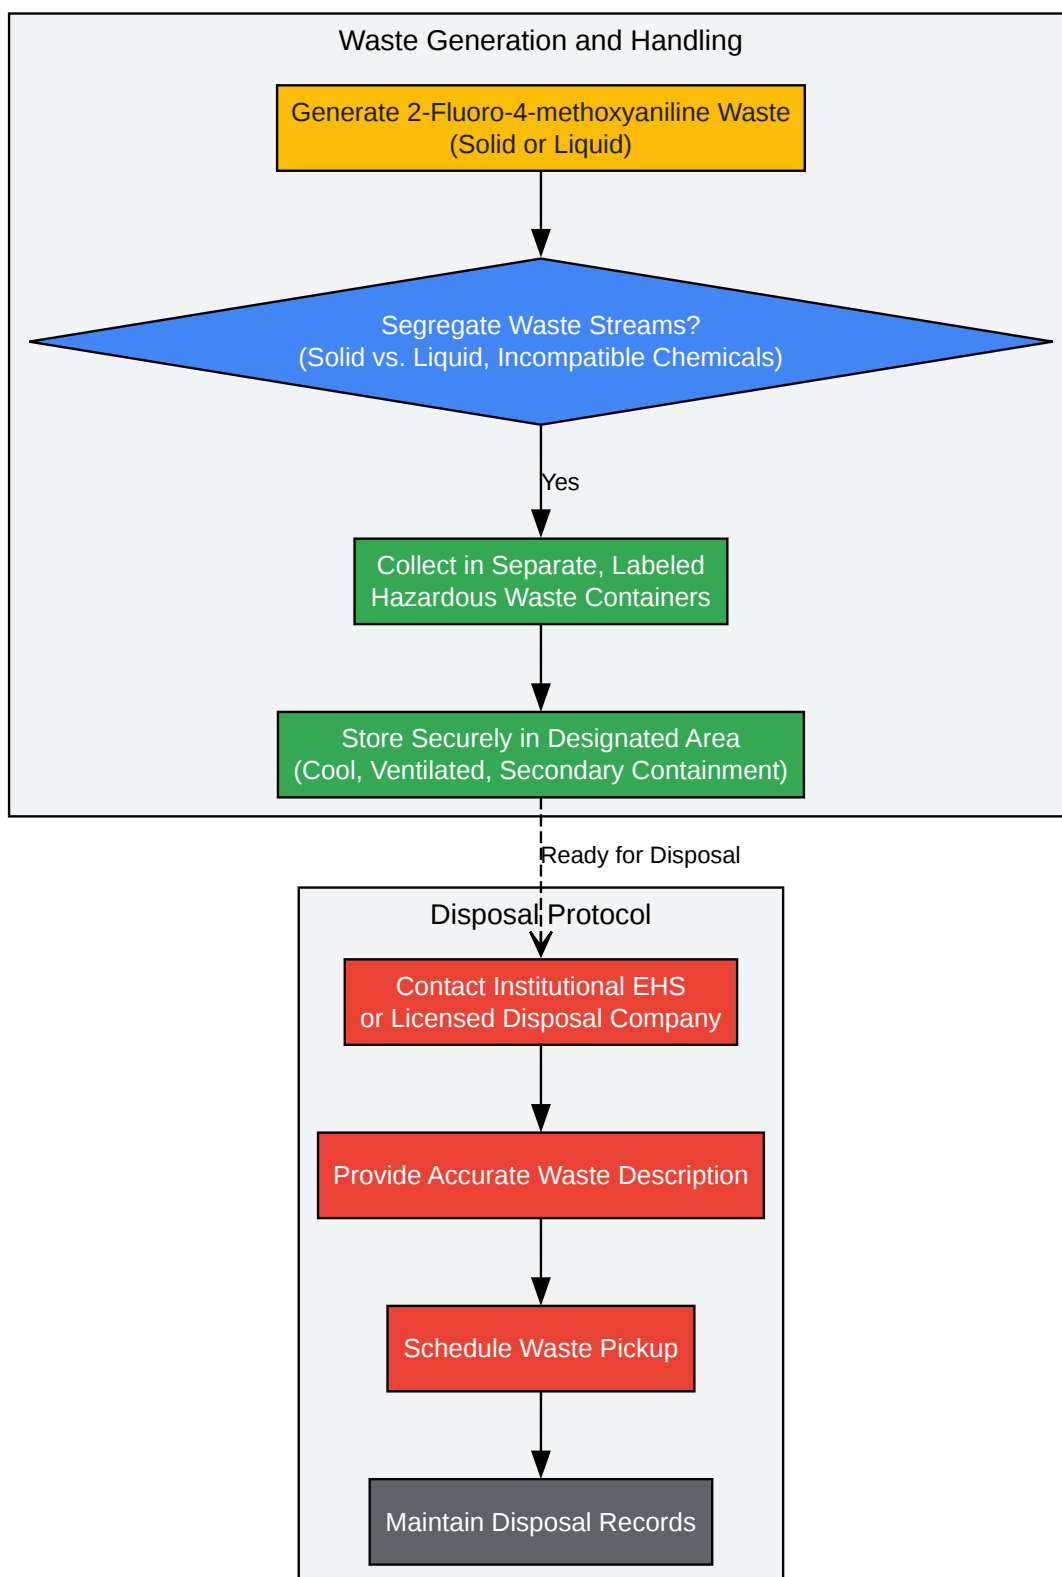 Waste Generation and Handling
Generate 2-Fluoro-4-methoxyaniline Waste
(Solid or Liquid)
Segregate Waste Streams?
(Solid vs. Liquid, Incompatible Chemicals)
Yes
Collect in Separate, Labeled
Hazardous Waste Containers
Store Securely in Designated Area
(Cool, Ventilated, Secondary Containment)
Ready for Disposal
Disposal Protocol
Contact Institutional EHS
or Licensed Disposal Company
Provide Accurate Waste Description
Schedule Waste Pickup
Maintain Disposal Records